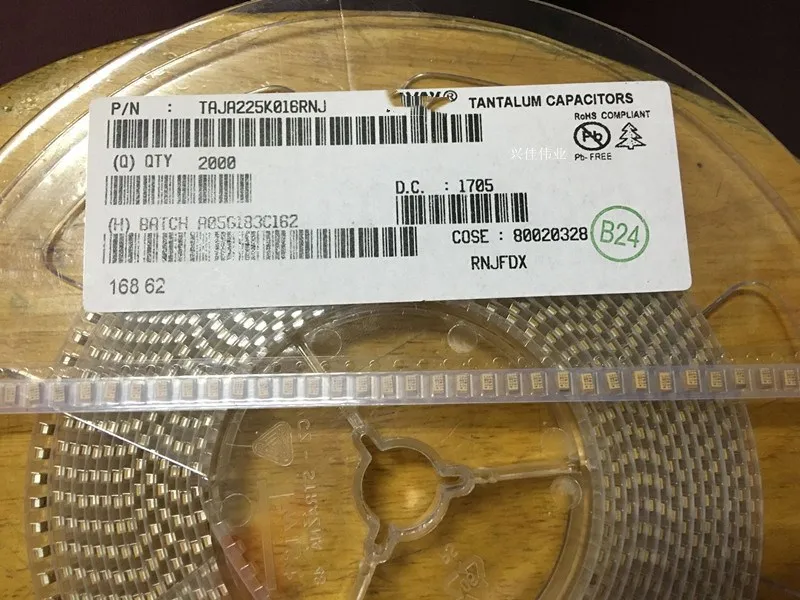 P/N : TAJA225K016RNJ
® TANTALUM CAPACITORS
RoHS COMPLIANT
Pb
Pb-FREE
兴佳伟业
(Q) QTY 2000
D.C. : 1705
(H) BATCH A05G183C162
COSE : 80020328
B24
RNJFDX
168 62